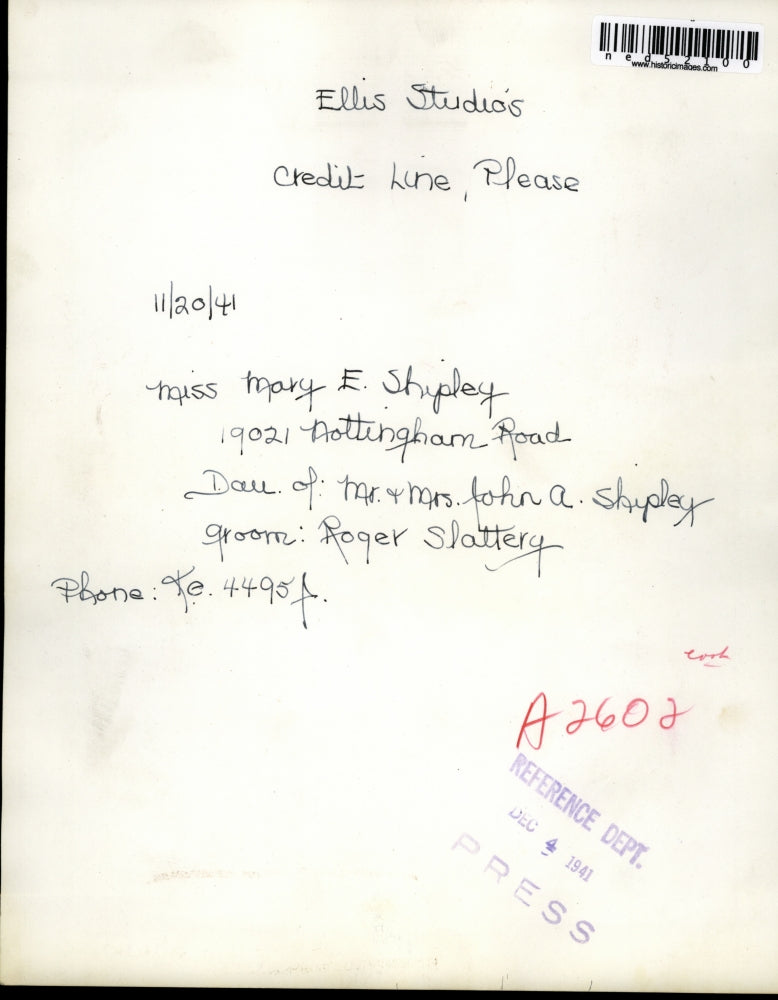 ned52100
www.historicimages.com
Ellis Studio's
Credit Line, Please
11/20/41
Miss Mary E. Shipley
19021 Nottingham Road
Dau. of: Mr. & Mrs. John A. Shipley
groom: Roger Slattery
Phone: Ke. 4495
A2602
REFERENCE DEPT.
DEC 4 1941
PRESS